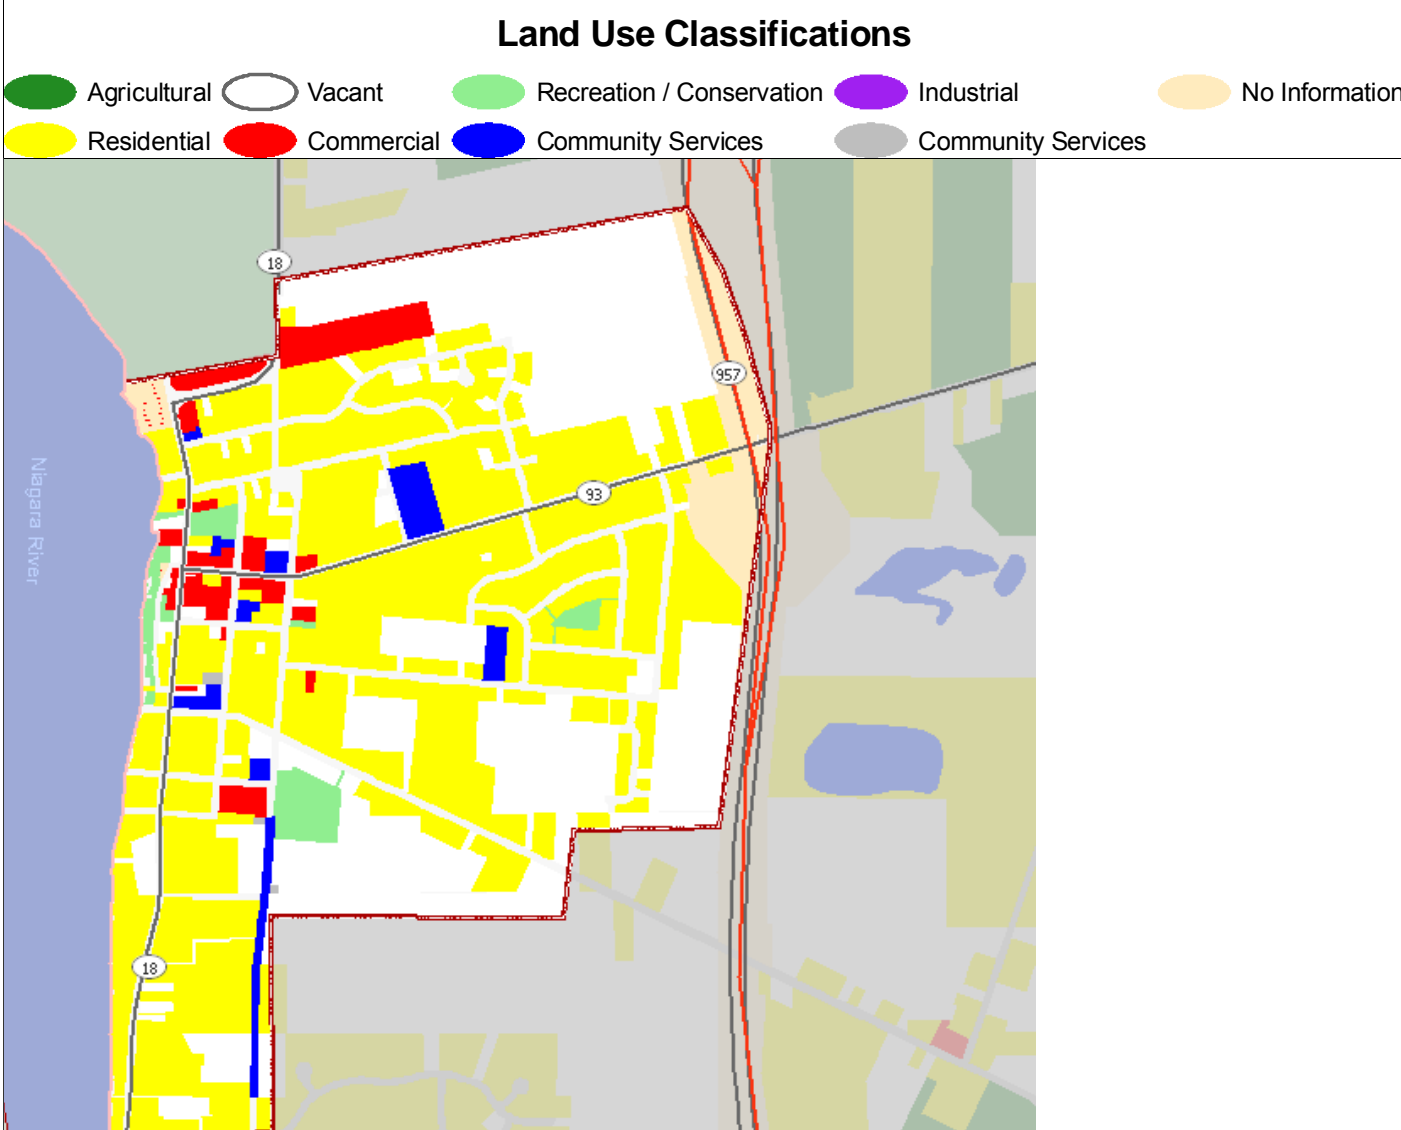 Land Use Classifications
Agricultural Vacant Recreation / Conservation Industrial No Information
Residential Commercial Community Services Community Services
18
957
93
Niagara River
18